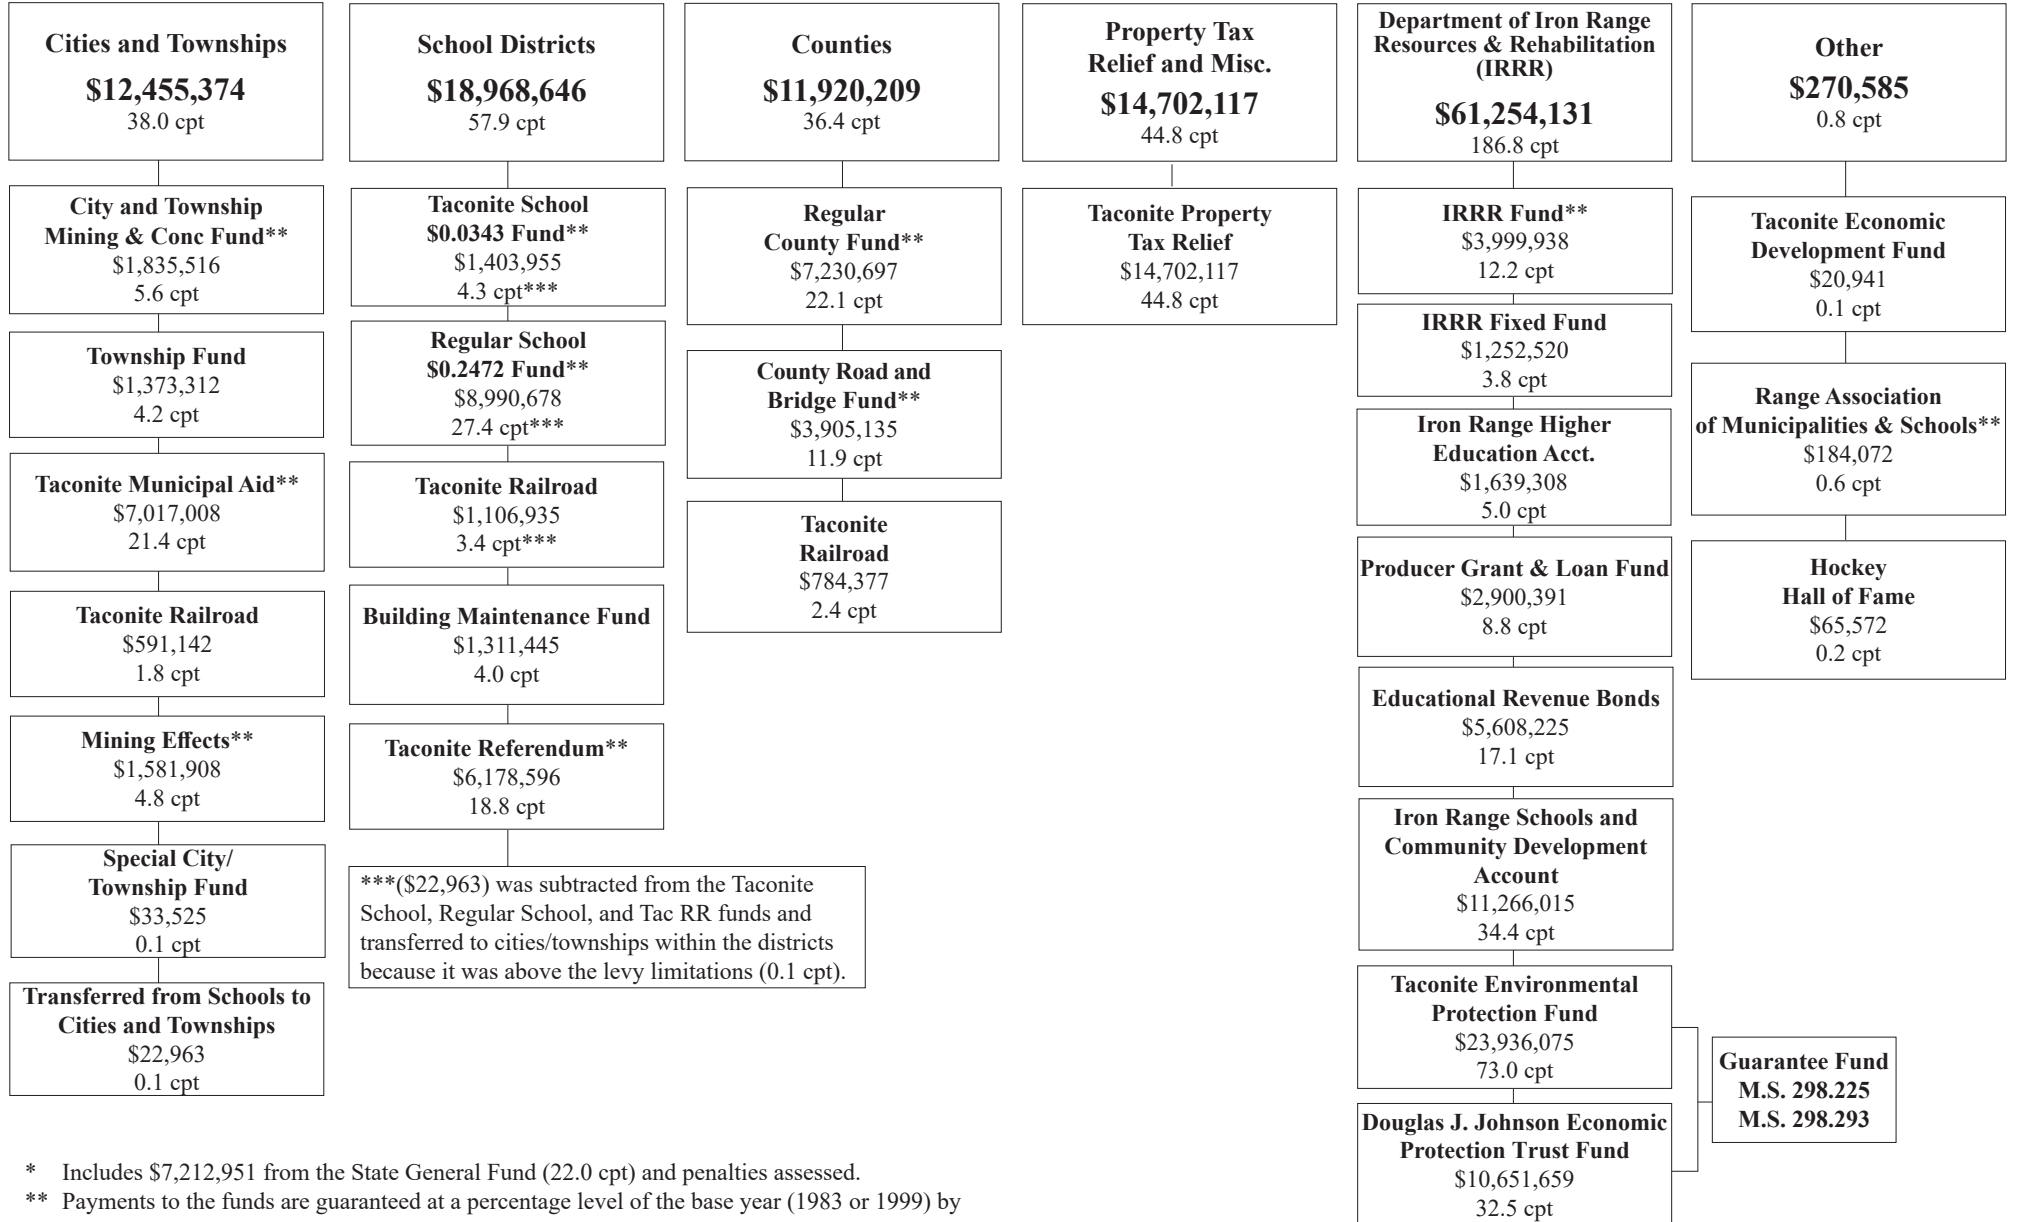 Cities and Townships
$12,455,374
38.0 cpt
City and Township
Mining & Conc Fund**
$1,835,516
5.6 cpt
Township Fund
$1,373,312
4.2 cpt
Taconite Municipal Aid**
$7,017,008
21.4 cpt
Taconite Railroad
$591,142
1.8 cpt
Mining Effects**
$1,581,908
4.8 cpt
Special City/
Township Fund
$33,525
0.1 cpt
Transferred from Schools to
Cities and Townships
$22,963
0.1 cpt
School Districts
$18,968,646
57.9 cpt
Taconite School
$0.0343 Fund**
$1,403,955
4.3 cpt***
Regular School
$0.2472 Fund**
$8,990,678
27.4 cpt***
Taconite Railroad
$1,106,935
3.4 cpt***
Building Maintenance Fund
$1,311,445
4.0 cpt
Taconite Referendum**
$6,178,596
18.8 cpt
***($22,963) was subtracted from the Taconite
School, Regular School, and Tac RR funds and
transferred to cities/townships within the districts
because it was above the levy limitations (0.1 cpt).
Counties
$11,920,209
36.4 cpt
Regular
County Fund**
$7,230,697
22.1 cpt
County Road and
Bridge Fund**
$3,905,135
11.9 cpt
Taconite
Railroad
$784,377
2.4 cpt
Property Tax
Relief and Misc.
$14,702,117
44.8 cpt
Taconite Property
Tax Relief
$14,702,117
44.8 cpt
Department of Iron Range
Resources & Rehabilitation
(IRRR)
$61,254,131
186.8 cpt
IRRR Fund**
$3,999,938
12.2 cpt
IRRR Fixed Fund
$1,252,520
3.8 cpt
Iron Range Higher
Education Acct.
$1,639,308
5.0 cpt
Producer Grant & Loan Fund
$2,900,391
8.8 cpt
Educational Revenue Bonds
$5,608,225
17.1 cpt
Iron Range Schools and
Community Development
Account
$11,266,015
34.4 cpt
Taconite Environmental
Protection Fund
$23,936,075
73.0 cpt
Douglas J. Johnson Economic
Protection Trust Fund
$10,651,659
32.5 cpt
Guarantee Fund
M.S. 298.225
M.S. 298.293
Other
$270,585
0.8 cpt
Taconite Economic
Development Fund
$20,941
0.1 cpt
Range Association
of Municipalities & Schools**
$184,072
0.6 cpt
Hockey
Hall of Fame
$65,572
0.2 cpt
* Includes $7,212,951 from the State General Fund (22.0 cpt) and penalties assessed.
** Payments to the funds are guaranteed at a percentage level of the base year (1983 or 1999) by